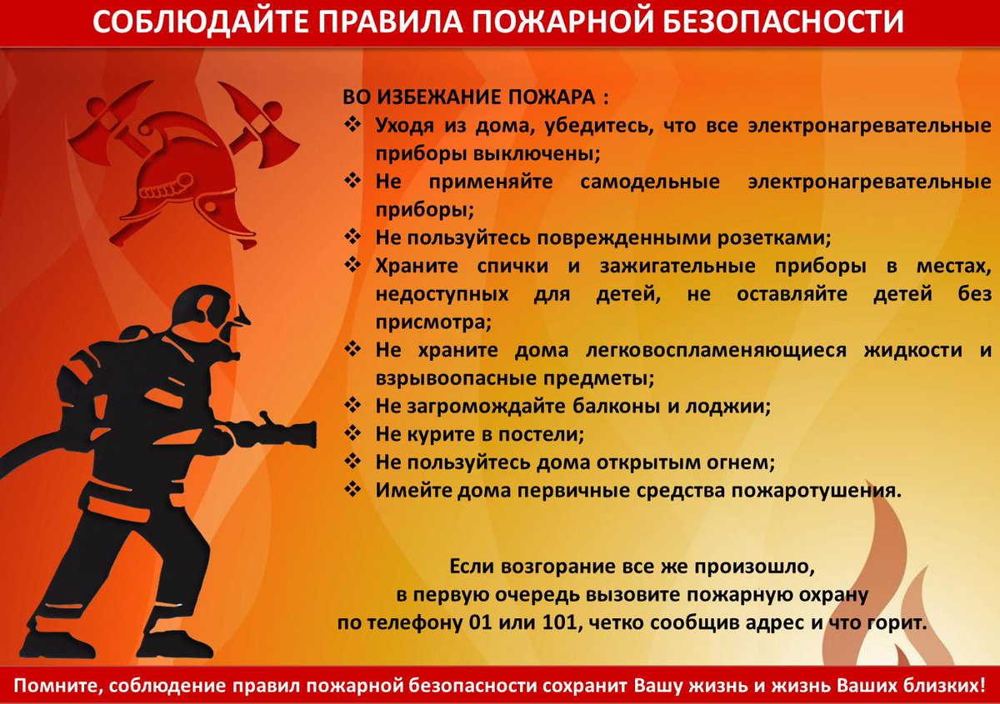 СОБЛЮДАЙТЕ ПРАВИЛА ПОЖАРНОЙ БЕЗОПАСНОСТИ
ВО ИЗБЕЖАНИЕ ПОЖАРА :
❖ Уходя из дома, убедитесь, что все электронагревательные
приборы выключены;
❖ Не применяйте самодельные электронагревательные
приборы;
❖ Не пользуйтесь поврежденными розетками;
❖ Храните спички и зажигательные приборы в местах,
недоступных для детей, не оставляйте детей без
присмотра;
❖ Не храните дома легковоспламеняющиеся жидкости и
взрывоопасные предметы;
❖ Не загромождайте балконы и лоджии;
❖ Не курите в постели;
❖ Не пользуйтесь дома открытым огнем;
❖ Имейте дома первичные средства пожаротушения.
Если возгорание все же произошло,
в первую очередь вызовите пожарную охрану
по телефону 01 или 101, четко сообщив адрес и что горит.
Помните, соблюдение правил пожарной безопасности сохранит Вашу жизнь и жизнь Ваших близких!